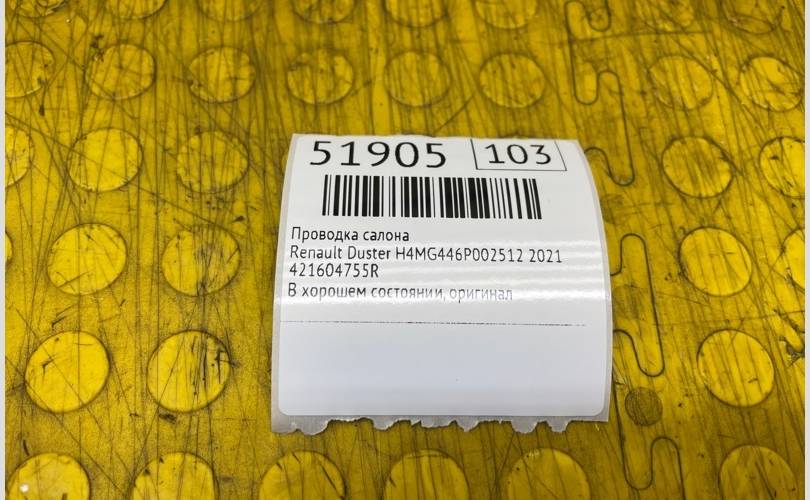 51905 103
Проводка салона
Renault Duster H4MG446P002512 2021
421604755R
В хорошем состоянии, оригинал